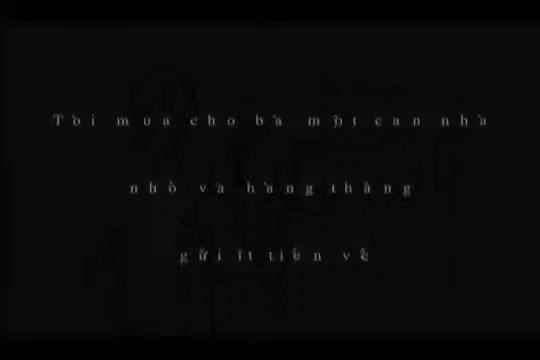 Tôi mua cho bà một căn nhà
nhỏ và hàng tháng
gửi ít tiền về